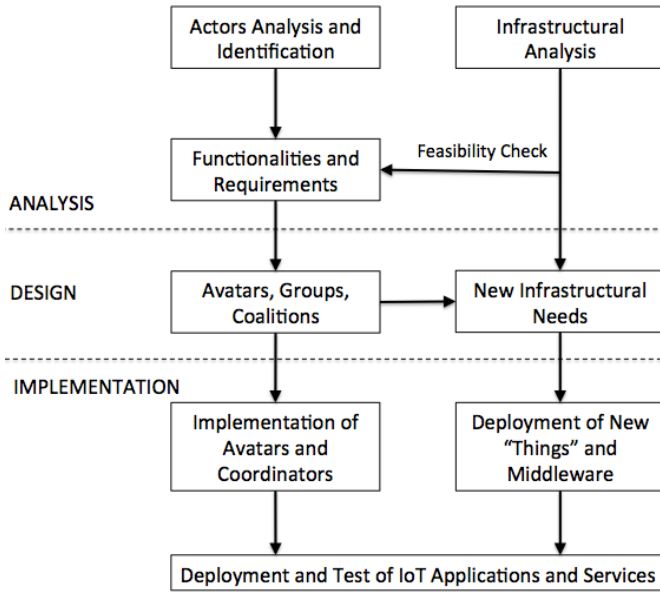 Actors Analysis and
Identification
Infrastructural
Analysis
Feasibility Check
Functionalities and
Requirements
ANALYSIS
DESIGN
Avatars, Groups,
Coalitions
New Infrastructural
Needs
IMPLEMENTATION
Implementation of
Avatars and
Coordinators
Deployment of New
“Things” and
Middleware
Deployment and Test of IoT Applications and Services